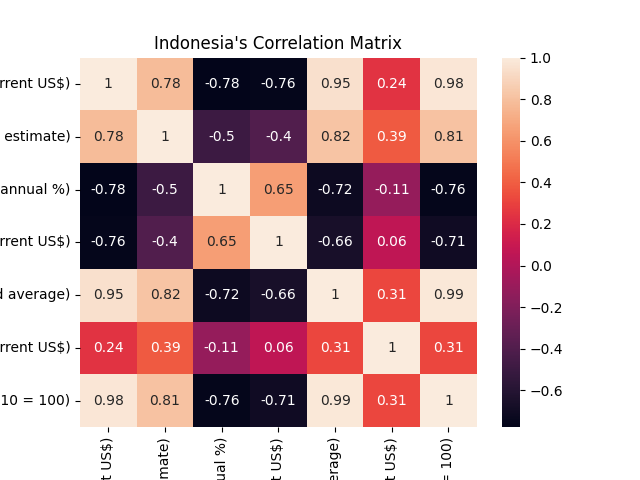 Indonesia's Correlation Matrix
rrent US$) 1 0.78 -0.78 -0.76 0.95 0.24 0.98
estimate) 0.78 1 -0.5 -0.4 0.82 0.39 0.81
annual %) -0.78 -0.5 1 0.65 -0.72 -0.11 -0.76
rrent US$) -0.76 -0.4 0.65 1 -0.66 0.06 -0.71
d average) 0.95 0.82 -0.72 -0.66 1 0.31 0.99
rrent US$) 0.24 0.39 -0.11 0.06 0.31 1 0.31
10 = 100) 0.98 0.81 -0.76 -0.71 0.99 0.31 1
t US$) mate) ual %) t US$) erage) t US$) = 100)
1.0
0.8
0.6
0.4
0.2
0.0
−0.2
−0.4
−0.6